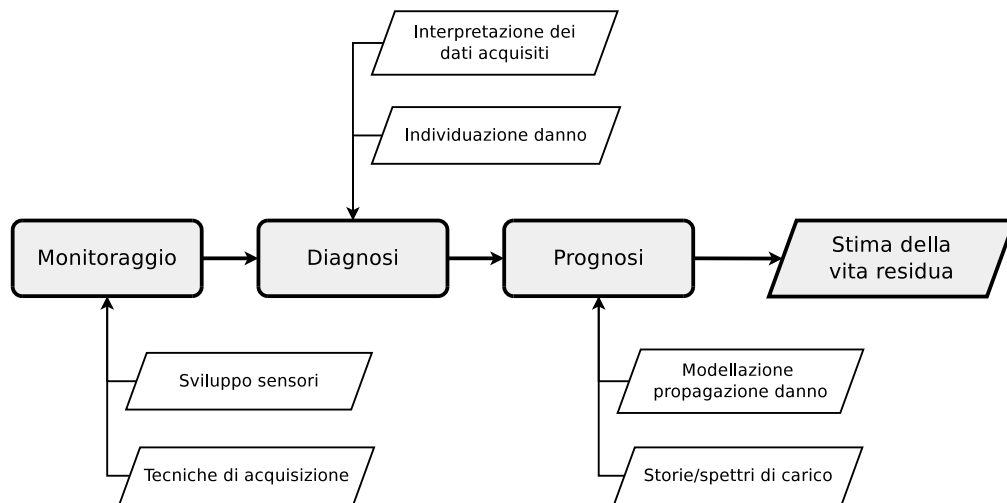 Interpretazione dei
dati acquisiti
Individuazione danno
Monitoraggio
Diagnosi
Prognosi
Stima della
vita residua
Sviluppo sensori
Tecniche di acquisizione
Modellazione
propagazione danno
Storie/spettri di carico